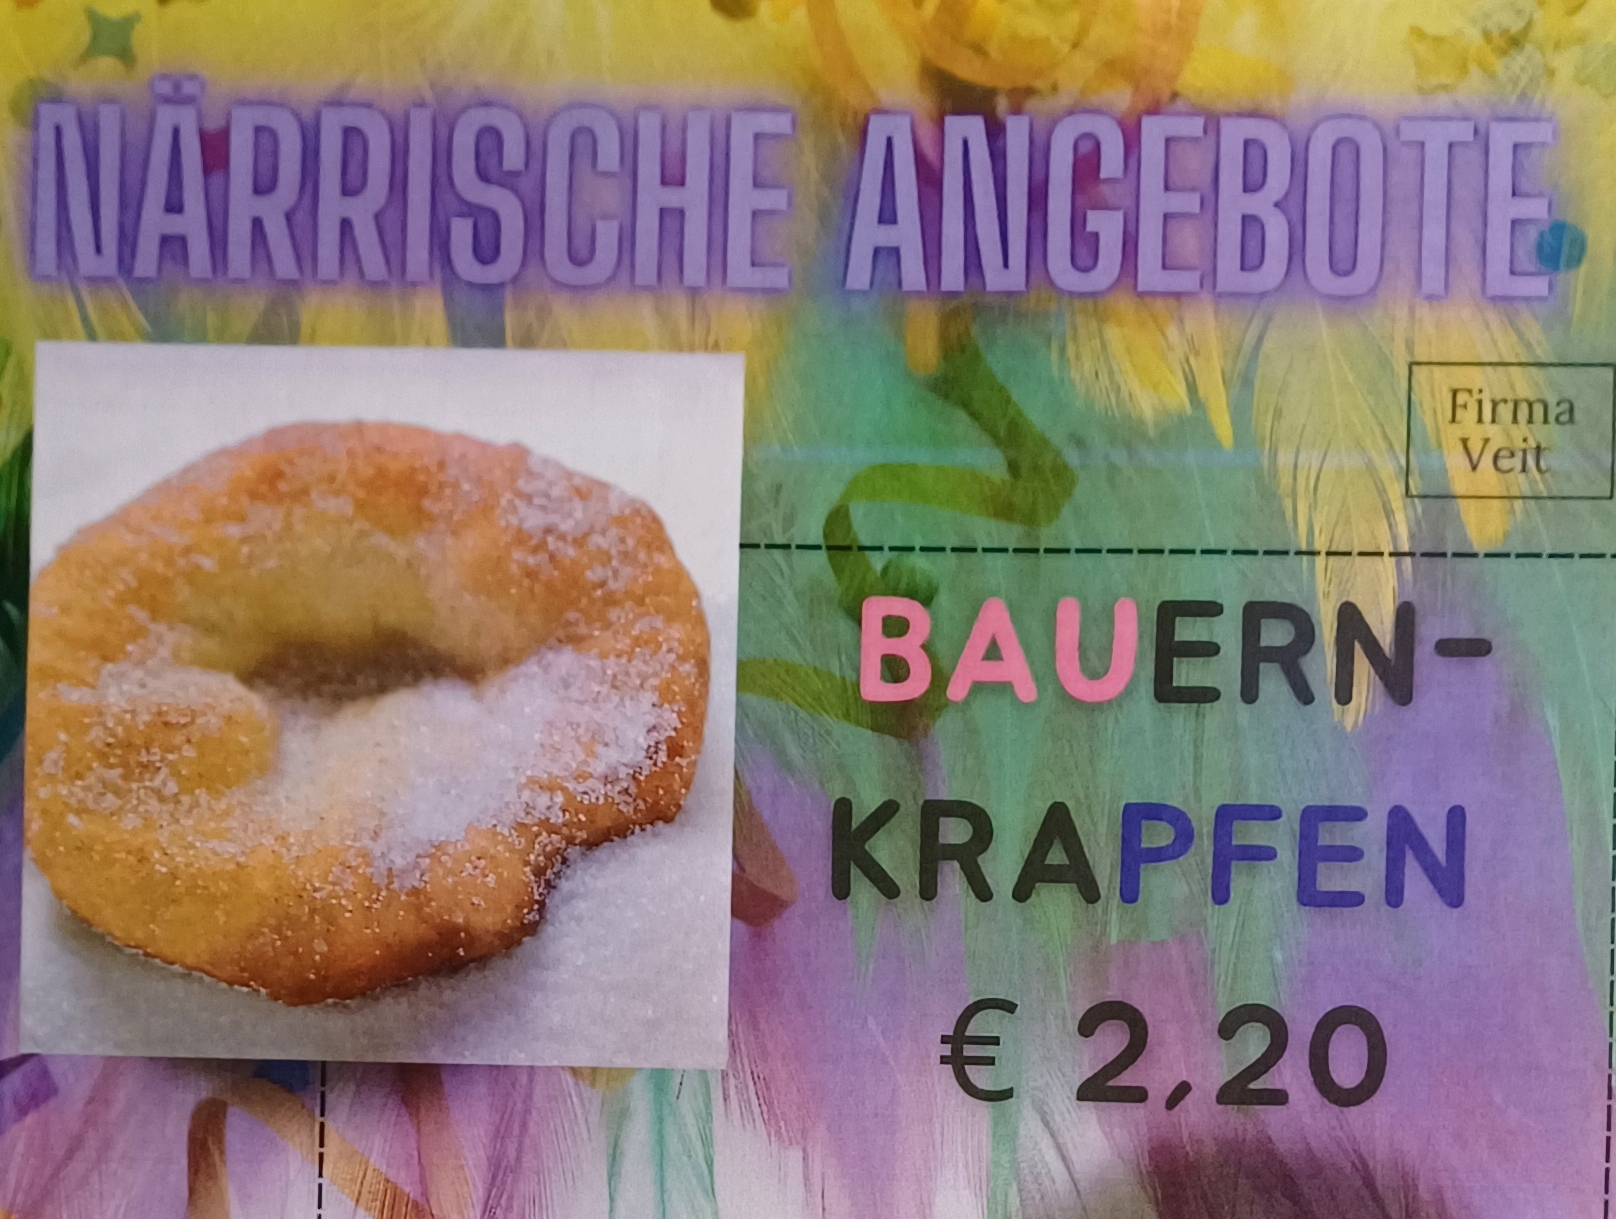 NÄRRISCHE ANGEBOTE
Firma
Veit
BAUERN-
KRAPFEN
€ 2,20